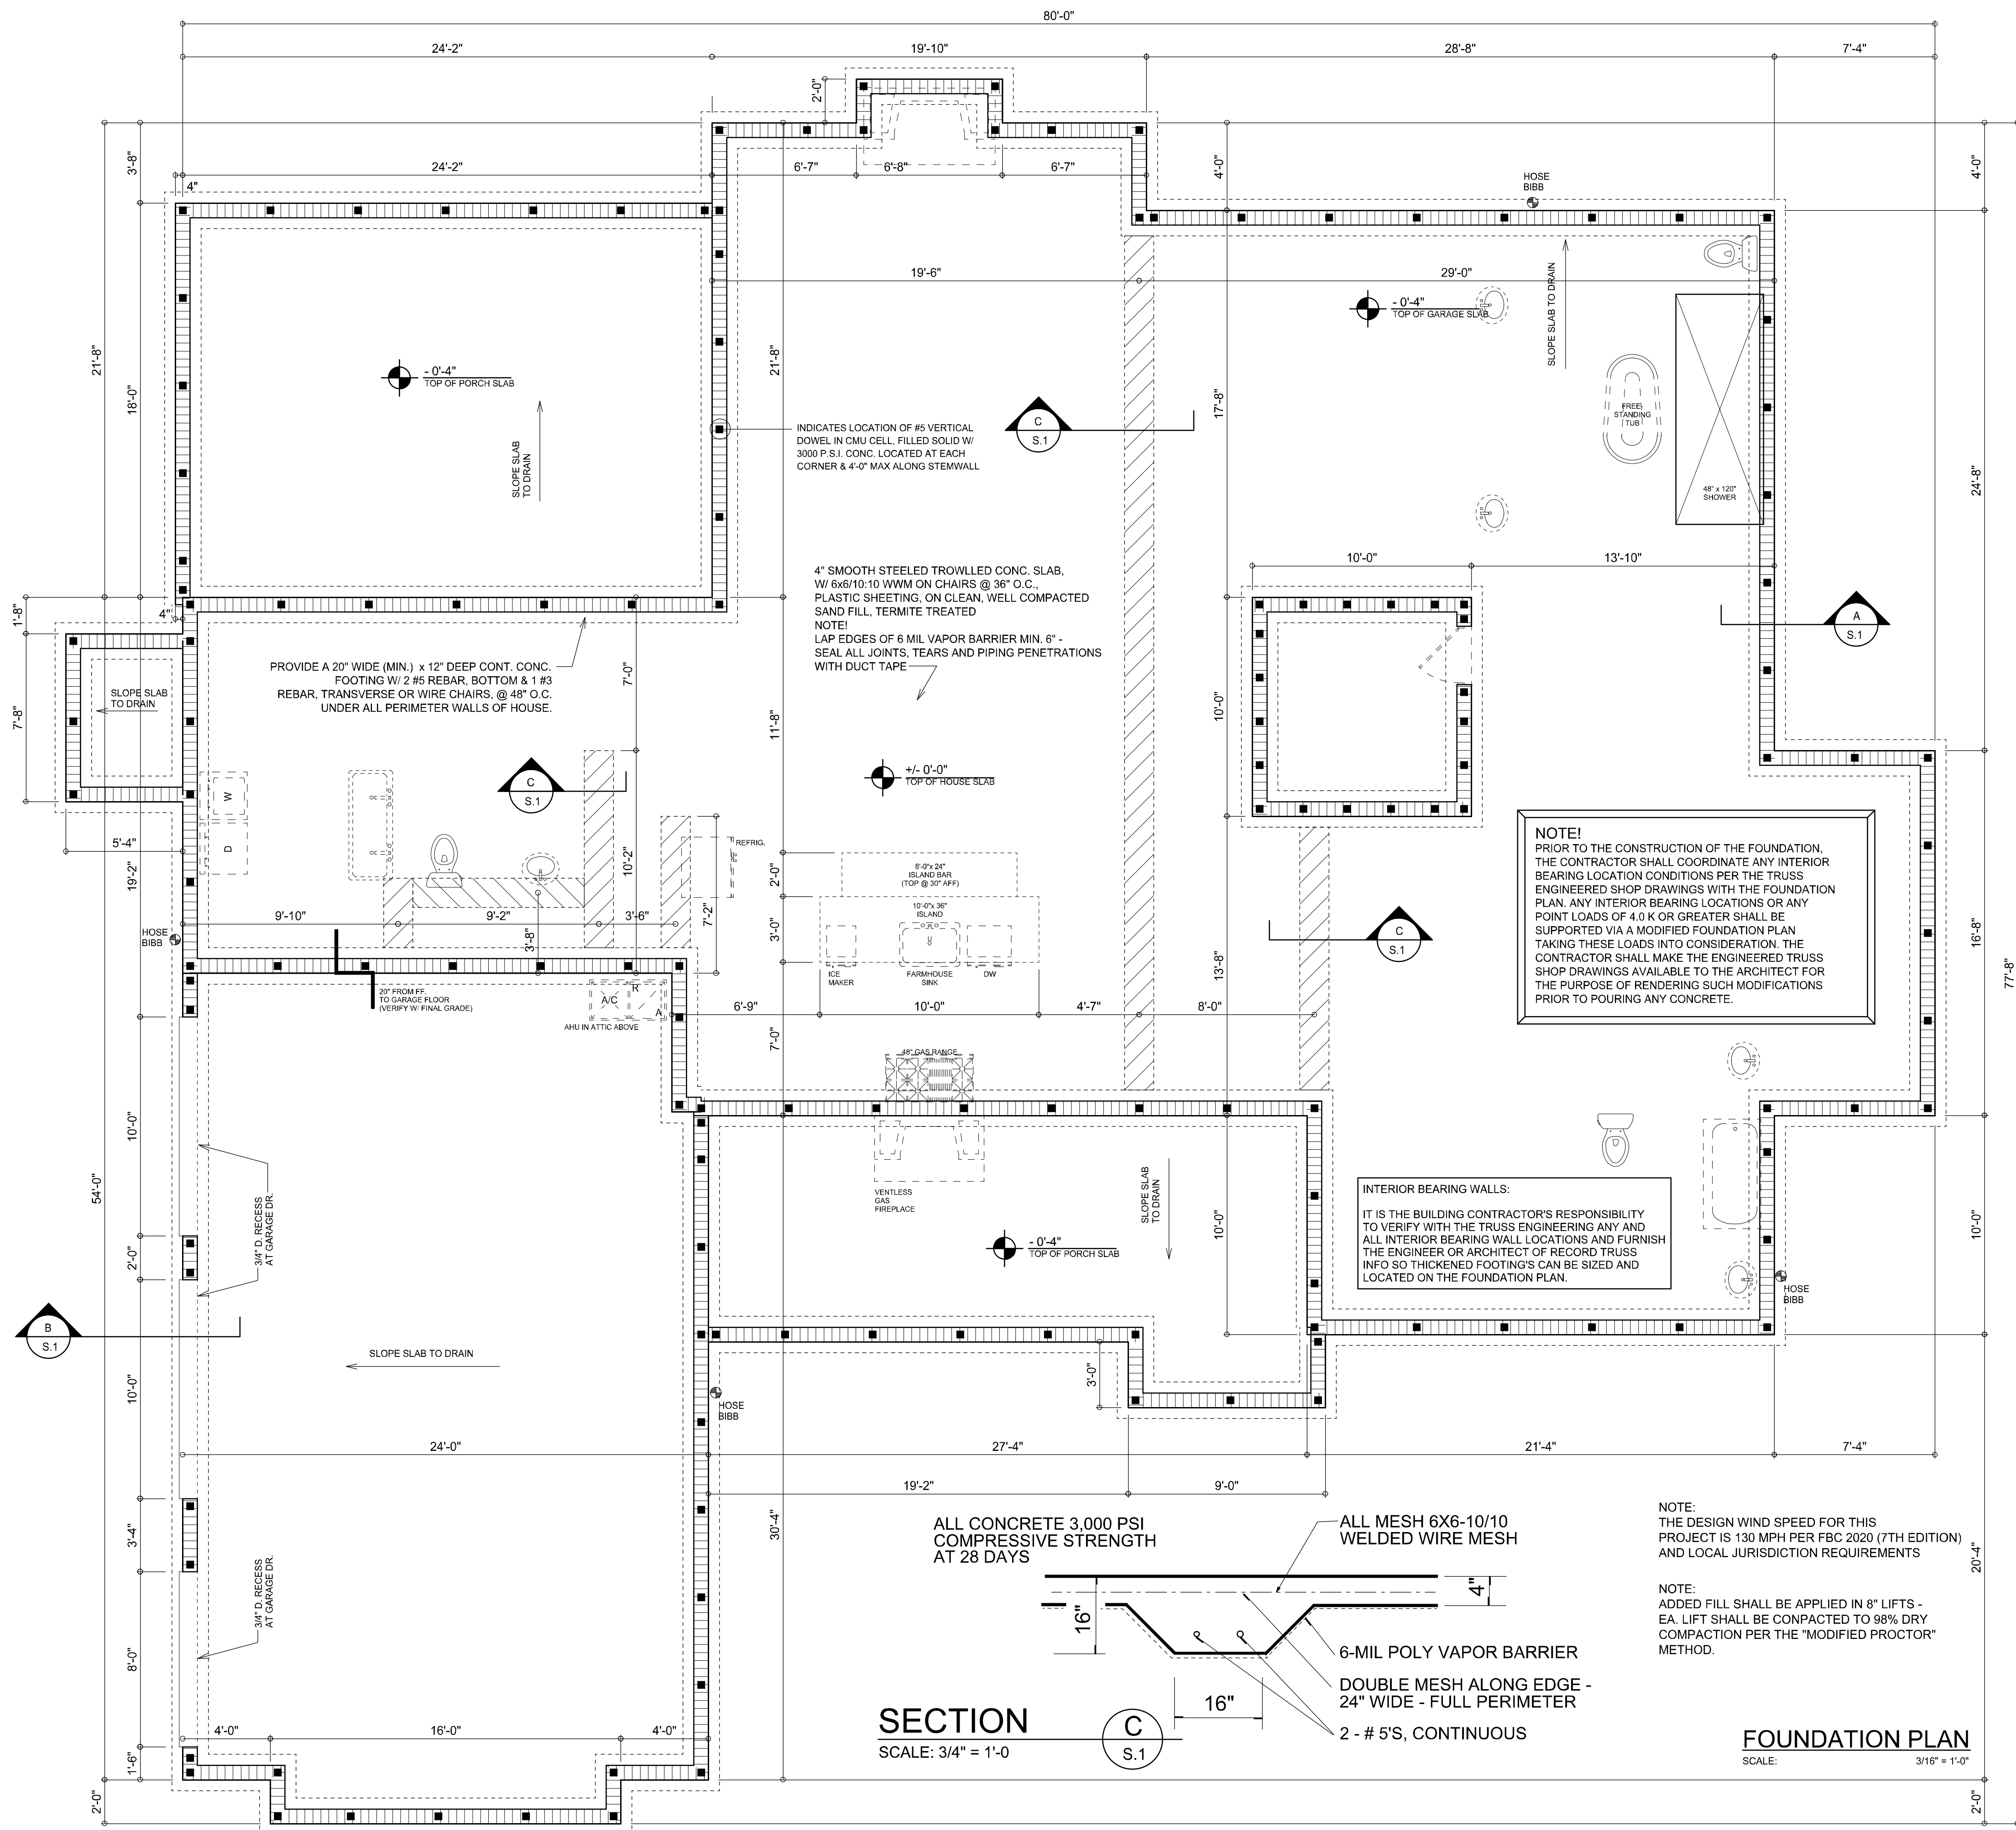 80'-0"
24'-2"
19'-10"
28'-8"
7'-4"
2'-0"
3'-8"
24'-2"
4"
6'-7"
6'-8"
6'-7"
4'-0"
HOSE
BIBB
4'-0"
19'-6"
29'-0"
- 0'-4"
TOP OF GARAGE SLAB
SLOPE SLAB TO DRAIN
21'-8"
18'-0"
- 0'-4"
TOP OF PORCH SLAB
SLOPE SLAB
TO DRAIN
21'-8"
INDICATES LOCATION OF #5 VERTICAL
DOWEL IN CMU CELL, FILLED SOLID W/
3000 P.S.I. CONC. LOCATED AT EACH
CORNER & 4'-0" MAX ALONG STEMWALL
C
S.1
17'-8"
FREE-
STANDING
TUB
48" x 120"
SHOWER
24'-8"
4" SMOOTH STEELED TROWLLED CONC. SLAB,
W/ 6x6/10:10 WWM ON CHAIRS @ 36" O.C.,
PLASTIC SHEETING, ON CLEAN, WELL COMPACTED
SAND FILL, TERMITE TREATED
NOTE!
LAP EDGES OF 6 MIL VAPOR BARRIER MIN. 6" -
SEAL ALL JOINTS, TEARS AND PIPING PENETRATIONS
WITH DUCT TAPE
10'-0"
13'-10"
A
S.1
1'-8"
4"
PROVIDE A 20" WIDE (MIN.) x 12" DEEP CONT. CONC.
FOOTING W/ 2 #5 REBAR, BOTTOM & 1 #3
REBAR, TRANSVERSE OR WIRE CHAIRS, @ 48" O.C.
UNDER ALL PERIMETER WALLS OF HOUSE.
7'-0"
SLOPE SLAB
TO DRAIN
7'-8"
11'-8"
10'-0"
+/- 0'-0"
TOP OF HOUSE SLAB
C
S.1
W
D
5'-4"
19'-2"
10'-2"
REFRIG.
8'-0"x 24"
ISLAND BAR
(TOP @ 30" AFF)
2'-0"
10'-0"x 36"
ISLAND
3'-0"
9'-10"
9'-2"
3'-6"
7'-2"
3'-8"
HOSE
BIBB
ICE
MAKER
FARMHOUSE
SINK
DW
13'-8"
C
S.1
NOTE!
PRIOR TO THE CONSTRUCTION OF THE FOUNDATION,
THE CONTRACTOR SHALL COORDINATE ANY INTERIOR
BEARING LOCATION CONDITIONS PER THE TRUSS
ENGINEERED SHOP DRAWINGS WITH THE FOUNDATION
PLAN. ANY INTERIOR BEARING LOCATIONS OR ANY
POINT LOADS OF 4.0 K OR GREATER SHALL BE
SUPPORTED VIA A MODIFIED FOUNDATION PLAN
TAKING THESE LOADS INTO CONSIDERATION. THE
CONTRACTOR SHALL MAKE THE ENGINEERED TRUSS
SHOP DRAWINGS AVAILABLE TO THE ARCHITECT FOR
THE PURPOSE OF RENDERING SUCH MODIFICATIONS
PRIOR TO POURING ANY CONCRETE.
16'-8"
77'-8"
20" FROM FF.
TO GARAGE FLOOR
(VERIFY W/ FINAL GRADE)
A/C
R
A
AHU IN ATTIC ABOVE
6'-9"
10'-0"
4'-7"
8'-0"
7'-0"
48" GAS RANGE
10'-0"
54'-0"
3/4" D. RECESS
AT GARAGE DR.
VENTLESS
GAS
FIREPLACE
SLOPE SLAB
TO DRAIN
- 0'-4"
TOP OF PORCH SLAB
10'-0"
INTERIOR BEARING WALLS:
IT IS THE BUILDING CONTRACTOR'S RESPONSIBILITY
TO VERIFY WITH THE TRUSS ENGINEERING ANY AND
ALL INTERIOR BEARING WALL LOCATIONS AND FURNISH
THE ENGINEER OR ARCHITECT OF RECORD TRUSS
INFO SO THICKENED FOOTING'S CAN BE SIZED AND
LOCATED ON THE FOUNDATION PLAN.
10'-0"
HOSE
BIBB
2'-0"
B
S.1
SLOPE SLAB TO DRAIN
10'-0"
3'-0"
HOSE
BIBB
24'-0"
27'-4"
21'-4"
7'-4"
19'-2"
9'-0"
3'-4"
30'-4"
20'-4"
3/4" D. RECESS
AT GARAGE DR.
8'-0"
ALL CONCRETE 3,000 PSI
COMPRESSIVE STRENGTH
AT 28 DAYS
ALL MESH 6X6-10/10
WELDED WIRE MESH
4"
16"
6-MIL POLY VAPOR BARRIER
DOUBLE MESH ALONG EDGE -
24" WIDE - FULL PERIMETER
16"
2 - # 5'S, CONTINUOUS
SECTION
SCALE: 3/4" = 1'-0
C
S.1
NOTE:
THE DESIGN WIND SPEED FOR THIS
PROJECT IS 130 MPH PER FBC 2020 (7TH EDITION)
AND LOCAL JURISDICTION REQUIREMENTS
NOTE:
ADDED FILL SHALL BE APPLIED IN 8" LIFTS -
EA. LIFT SHALL BE CONPACTED TO 98% DRY
COMPACTION PER THE "MODIFIED PROCTOR"
METHOD.
4'-0"
16'-0"
4'-0"
1'-6"
2'-0"
2'-0"
FOUNDATION PLAN
SCALE: 3/16" = 1'-0"